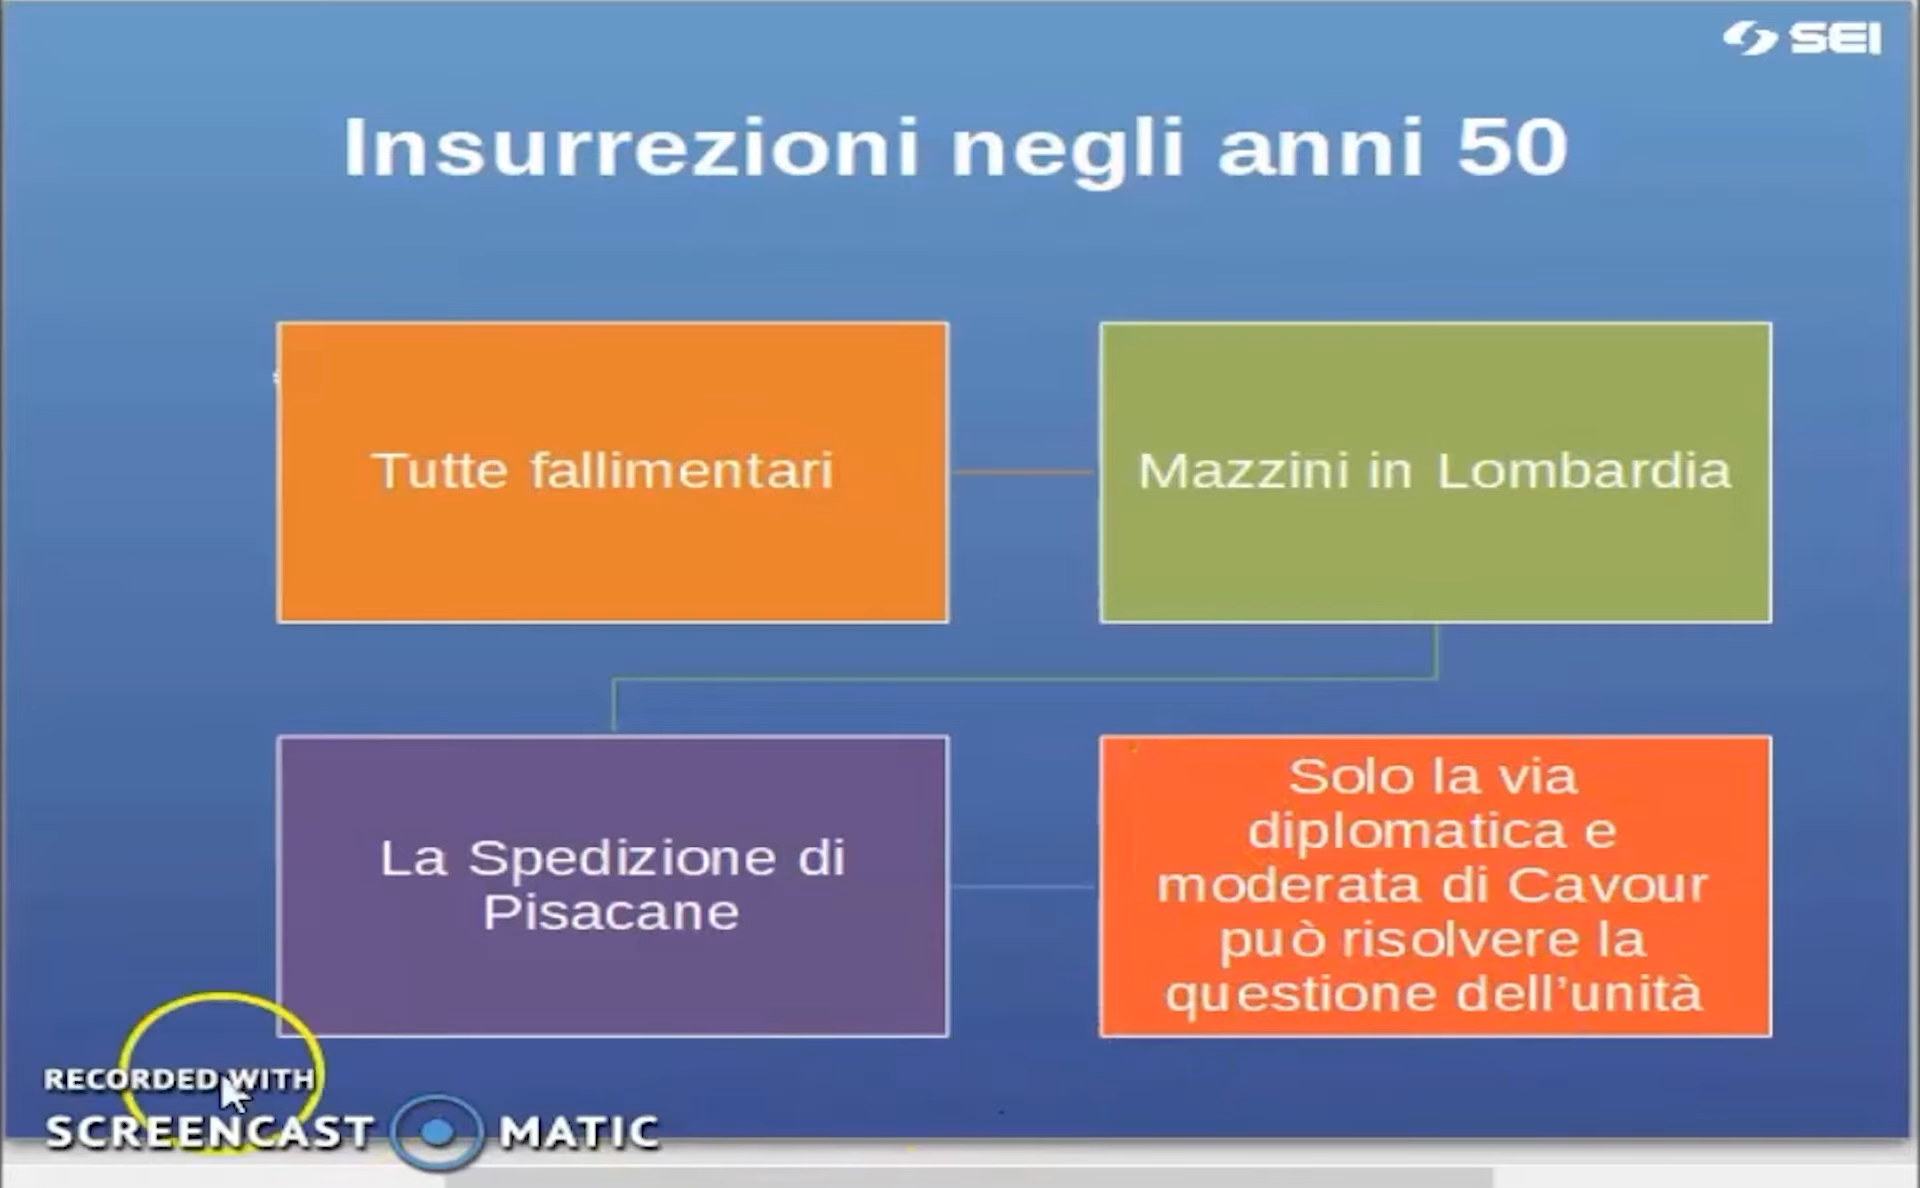 SEI
Insurrezioni negli anni 50
Tutte fallimentari
Mazzini in Lombardia
La Spedizione di
Pisacane
Solo la via
diplomatica e
moderata di Cavour
può risolvere la
questione dell’unità
RECORDED WITH
SCREENCAST MATIC